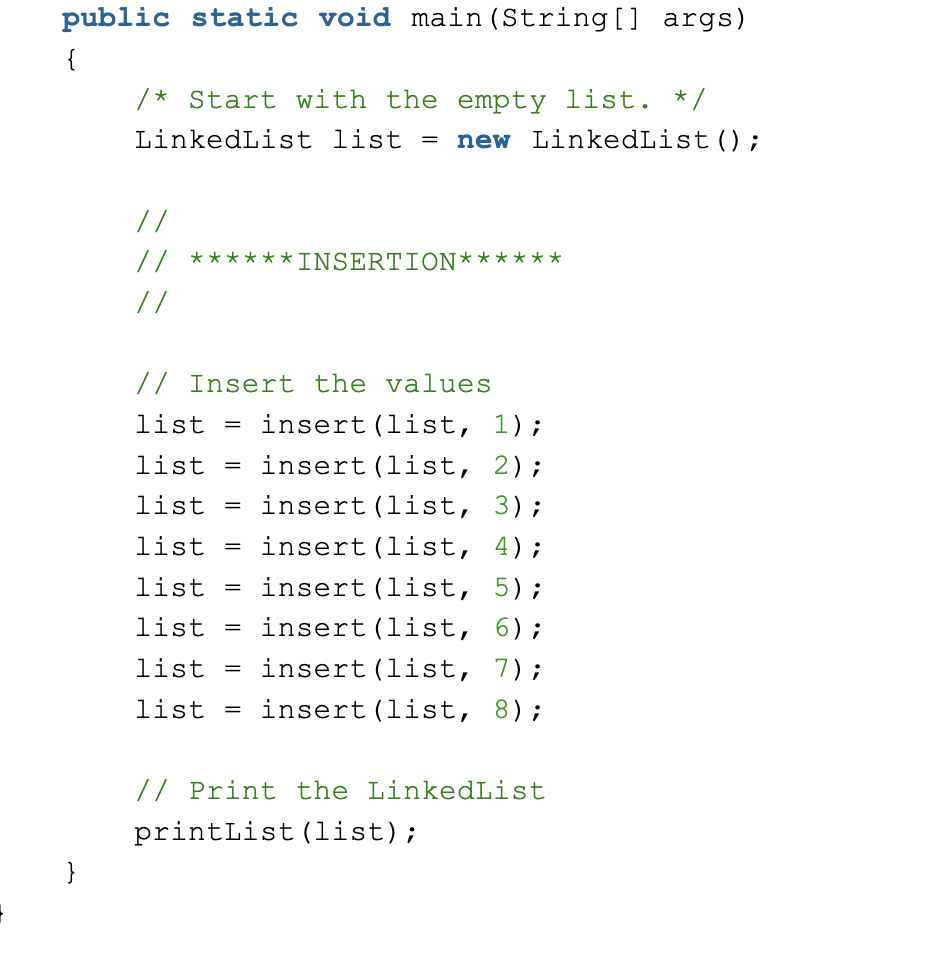 public static void main(String[] args)
{
/* Start with the empty list. */
LinkedList list = new LinkedList();
//
// ******INSERTION******
//
// Insert the values
list = insert(list, 1);
list = insert(list, 2);
list = insert(list, 3);
list = insert(list, 4);
list = insert(list, 5);
list = insert(list, 6);
list = insert(list, 7);
list = insert(list, 8);
// Print the LinkedList
printList(list);
}
}